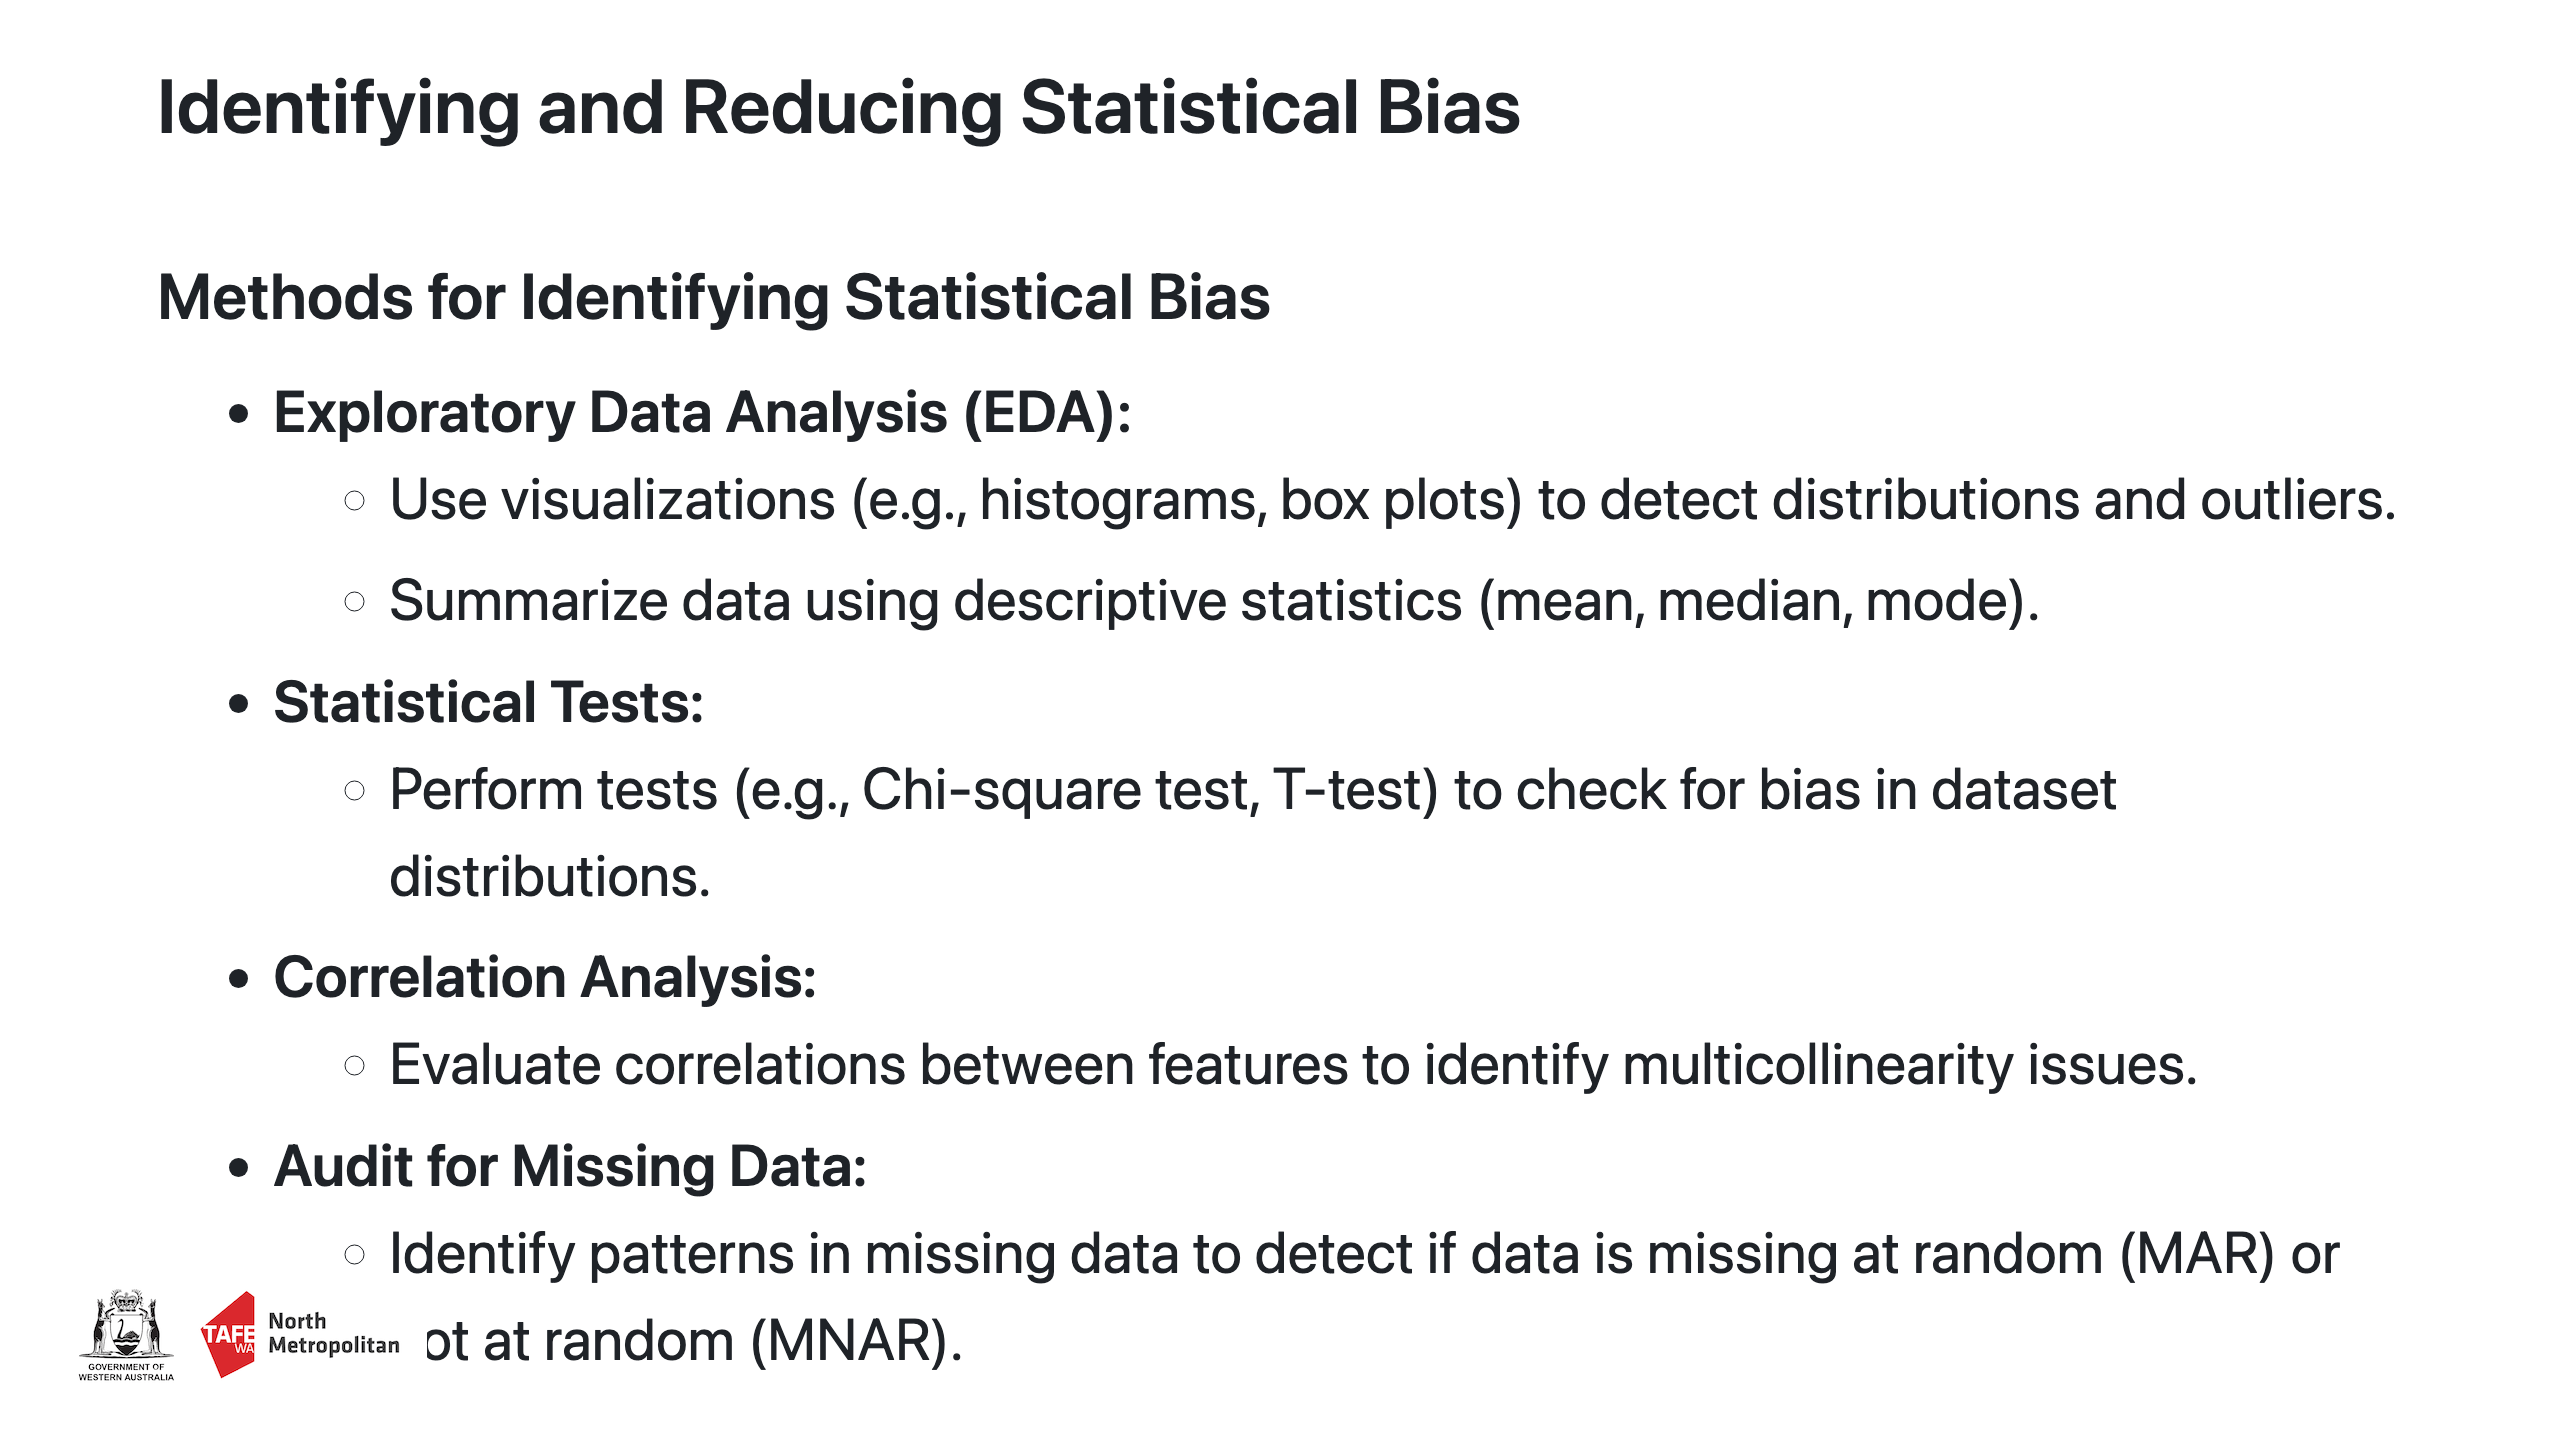 Identifying and Reducing Statistical Bias
Methods for Identifying Statistical Bias
• Exploratory Data Analysis (EDA):
○ Use visualizations (e.g., histograms, box plots) to detect distributions and outliers.
○ Summarize data using descriptive statistics (mean, median, mode).
• Statistical Tests:
○ Perform tests (e.g., Chi-square test, T-test) to check for bias in dataset
distributions.
• Correlation Analysis:
○ Evaluate correlations between features to identify multicollinearity issues.
• Audit for Missing Data:
○ Identify patterns in missing data to detect if data is missing at random (MAR) or
ot at random (MNAR).
GOVERNMENT OF
WESTERN AUSTRALIA
TAFE
WA
North
Metropolitan